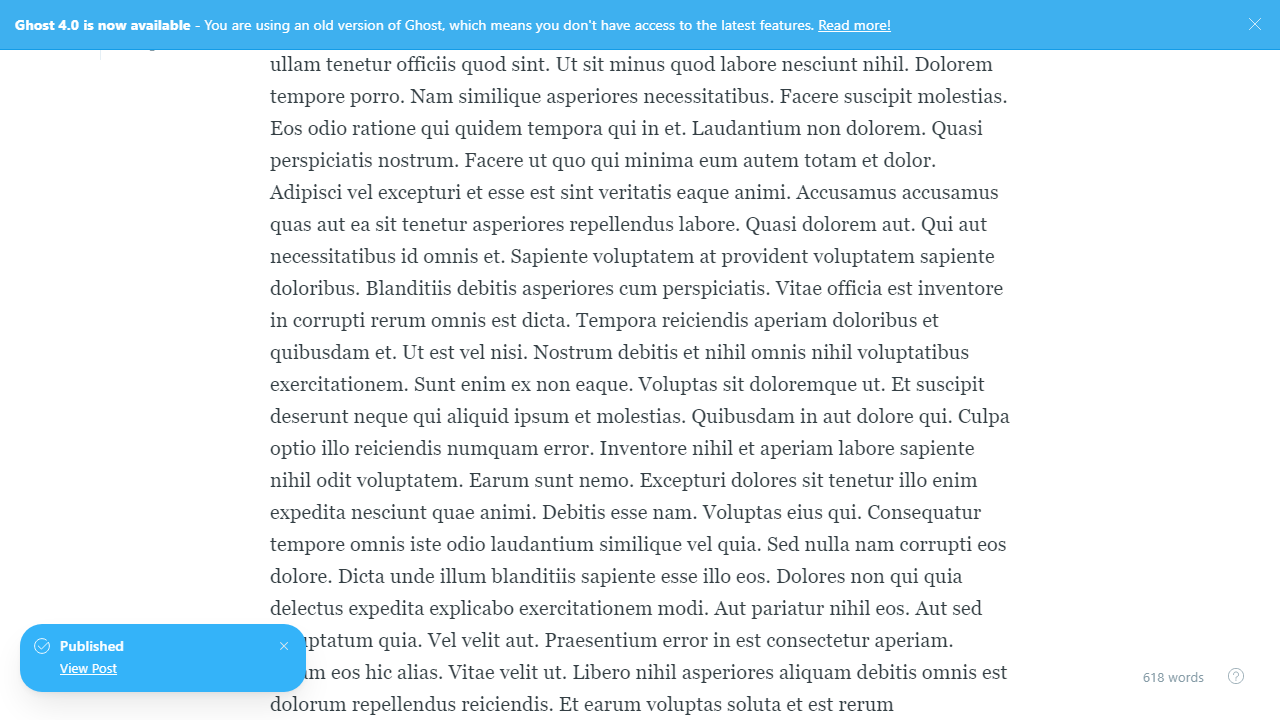 Ghost 4.0 is now available - You are using an old version of Ghost, which means you don't have access to the latest features. Read more!
ullam tenetur officiis quod sint. Ut sit minus quod labore nesciunt nihil. Dolorem
tempore porro. Nam similique asperiores necessitatibus. Facere suscipit molestias.
Eos odio ratione qui quidem tempora qui in et. Laudantium non dolorem. Quasi
perspiciatis nostrum. Facere ut quo qui minima eum autem totam et dolor.
Adipisci vel excepturi et esse est sint veritatis eaque animi. Accusamus accusamus
quas aut ea sit tenetur asperiores repellendus labore. Quasi dolorem aut. Qui aut
necessitatibus id omnis et. Sapiente voluptatem at provident voluptatem sapiente
doloribus. Blanditiis debitis asperiores cum perspiciatis. Vitae officia est inventore
in corrupti rerum omnis est dicta. Tempora reiciendis aperiam doloribus et
quibusdam et. Ut est vel nisi. Nostrum debitis et nihil omnis nihil voluptatibus
exercitationem. Sunt enim ex non eaque. Voluptas sit doloremque ut. Et suscipit
deserunt neque qui aliquid ipsum et molestias. Quibusdam in aut dolore qui. Culpa
optio illo reiciendis numquam error. Inventore nihil et aperiam labore sapiente
nihil odit voluptatem. Earum sunt nemo. Excepturi dolores sit tenetur illo enim
expedita nesciunt quae animi. Debitis esse nam. Voluptas eius qui. Consequatur
tempore omnis iste odio laudantium similique vel quia. Sed nulla nam corrupti eos
dolore. Dicta unde illum blanditiis sapiente esse illo eos. Dolores non qui quia
delectus expedita explicabo exercitationem modi. Aut pariatur nihil eos. Aut sed
quia. Vel velit aut. Praesentium error in est consectetur aperiam.
eos hic alias. Vitae velit ut. Libero nihil asperiores aliquam debitis omnis est
dolorum repellendus reiciendis. Et earum voluptas soluta et est rerum
Published
View Post
618 words